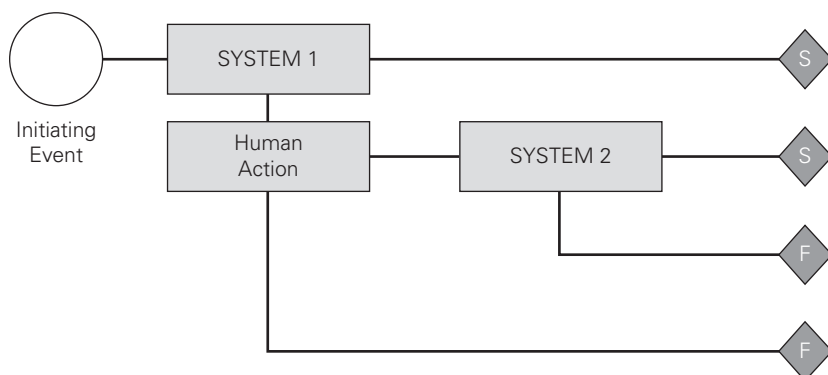 SYSTEM 1
S
Initiating
Event
Human
Action
SYSTEM 2
S
F
F